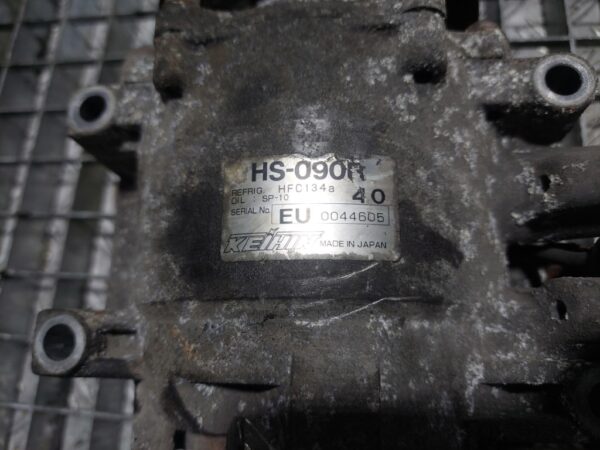 HS-090R
REFRIG. HFC134a
OIL : SP-10 40
SERIAL No. EU 0044605
KEIHIN MADE IN JAPAN